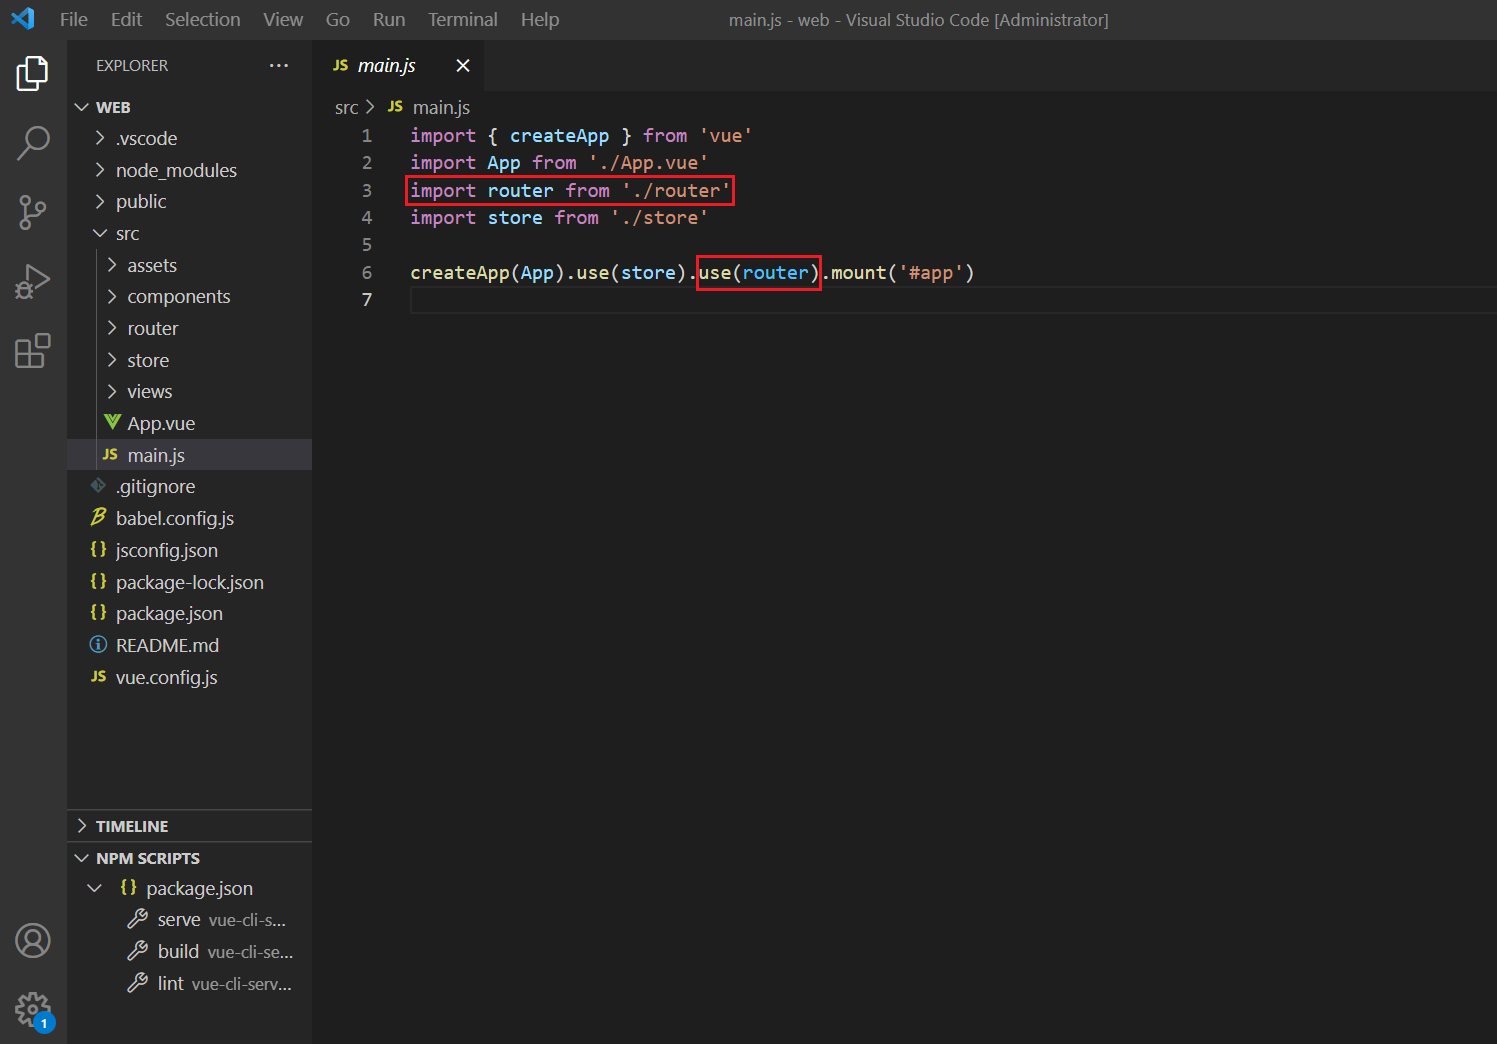 File Edit Selection View Go Run Terminal Help
main.js - web - Visual Studio Code [Administrator]
EXPLORER ···
WEB
.vscode
node_modules
public
src
assets
components
router
store
views
App.vue
JS main.js
.gitignore
babel.config.js
{} jsconfig.json
{} package-lock.json
{} package.json
README.md
JS vue.config.js
TIMELINE
NPM SCRIPTS
{} package.json
serve vue-cli-s...
build vue-cli-se...
lint vue-cli-serv...
1
JS main.js
src > JS main.js
1 import { createApp } from 'vue'
2 import App from './App.vue'
3 import router from './router'
4 import store from './store'
5
6 createApp(App).use(store).use(router).mount('#app')
7